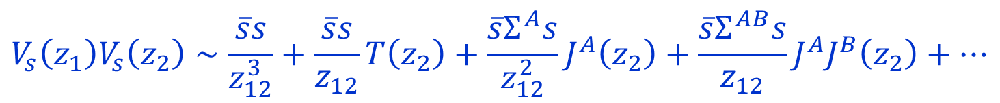 V_s(z_1)V_s(z_2) ~ \frac{\bar{s}s}{z_{12}^3} + \frac{\bar{s}s}{z_{12}} T(z_2) + \frac{\bar{s}Σ^A s}{z_{12}^2} J^A(z_2) + \frac{\bar{s}Σ^{AB} s}{z_{12}} J^A J^B(z_2) + ⋯